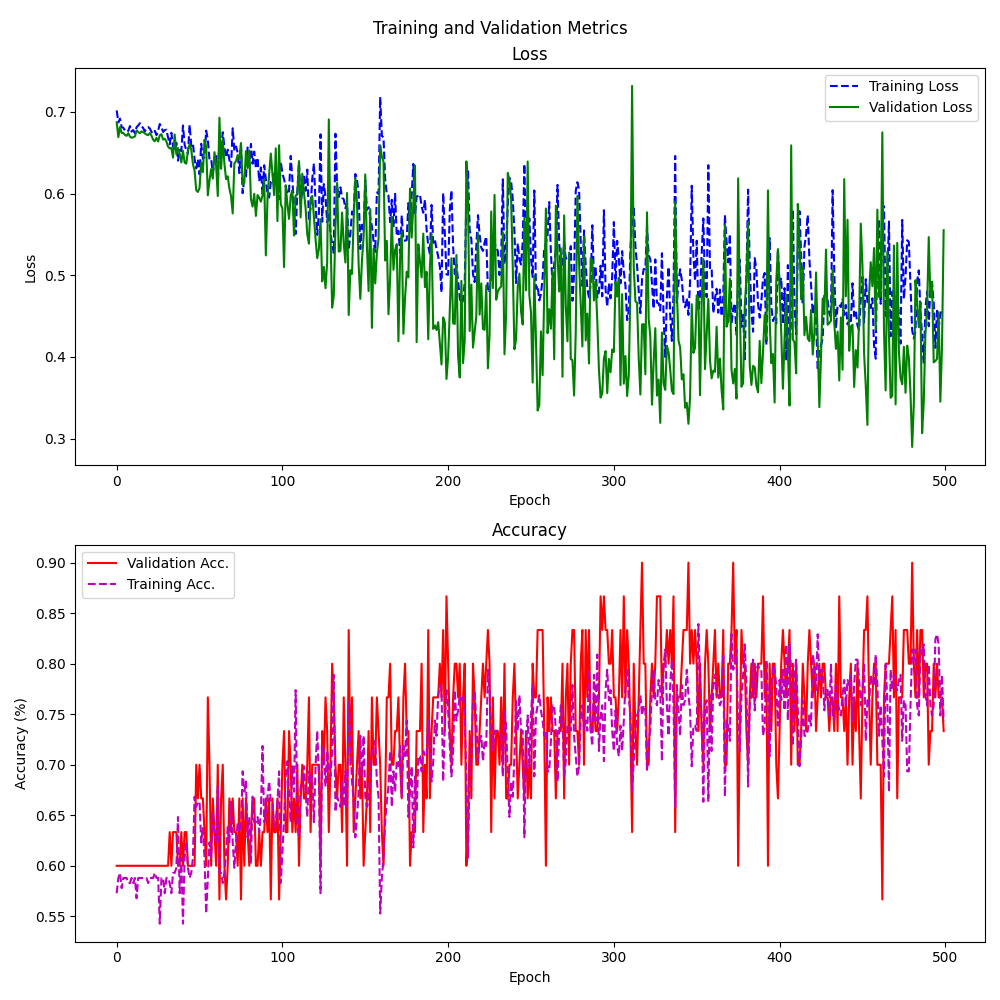 Training and Validation Metrics
Loss
Training Loss
Validation Loss
0.7
0.6
0.5
0.4
0.3
Loss
0 100 200 300 400 500
Epoch
Accuracy
Validation Acc.
Training Acc.
0.90
0.85
0.80
0.75
0.70
0.65
0.60
0.55
Accuracy (%)
0 100 200 300 400 500
Epoch